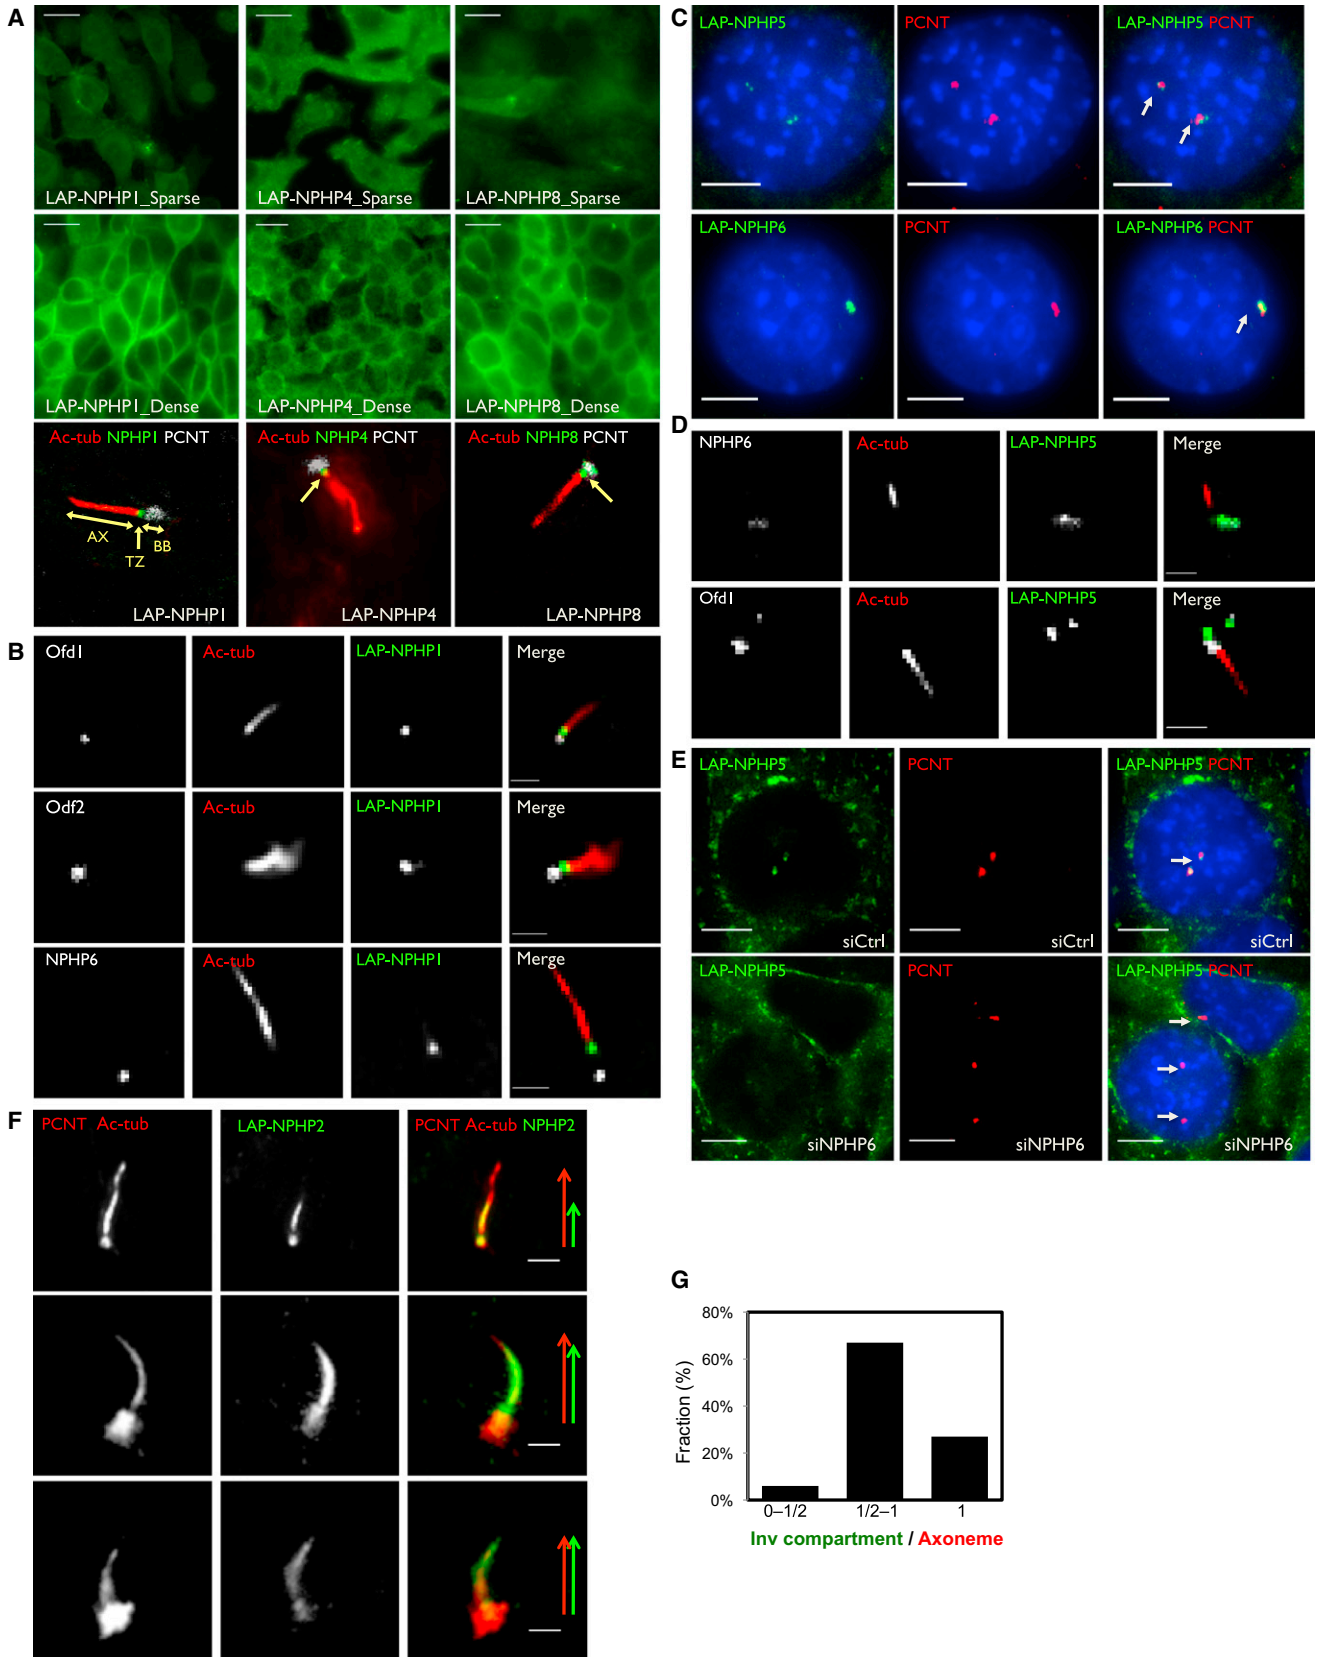 A
LAP-NPHP1_Sparse
LAP-NPHP4_Sparse
LAP-NPHP8_Sparse
LAP-NPHP1_Dense
LAP-NPHP4_Dense
LAP-NPHP8_Dense
Ac-tub NPHP1 PCNT
AX
TZ
BB
LAP-NPHP1
Ac-tub NPHP4 PCNT
LAP-NPHP4
Ac-tub NPHP8 PCNT
LAP-NPHP8
B
Ofd1
Ac-tub
LAP-NPHP1
Merge
Odf2
Ac-tub
LAP-NPHP1
Merge
NPHP6
Ac-tub
LAP-NPHP1
Merge
C
LAP-NPHP5
PCNT
LAP-NPHP5 PCNT
LAP-NPHP6
PCNT
LAP-NPHP6 PCNT
D
NPHP6
Ac-tub
LAP-NPHP5
Merge
Ofd1
Ac-tub
LAP-NPHP5
Merge
E
LAP-NPHP5
siCtrl
PCNT
siCtrl
LAP-NPHP5 PCNT
siCtrl
LAP-NPHP5
siNPHP6
PCNT
siNPHP6
LAP-NPHP5 PCNT
siNPHP6
F
PCNT Ac-tub
LAP-NPHP2
PCNT Ac-tub NPHP2
G
Fraction (%)
80%
60%
40%
20%
0%
0–1/2
1/2–1
1
Inv compartment / Axoneme